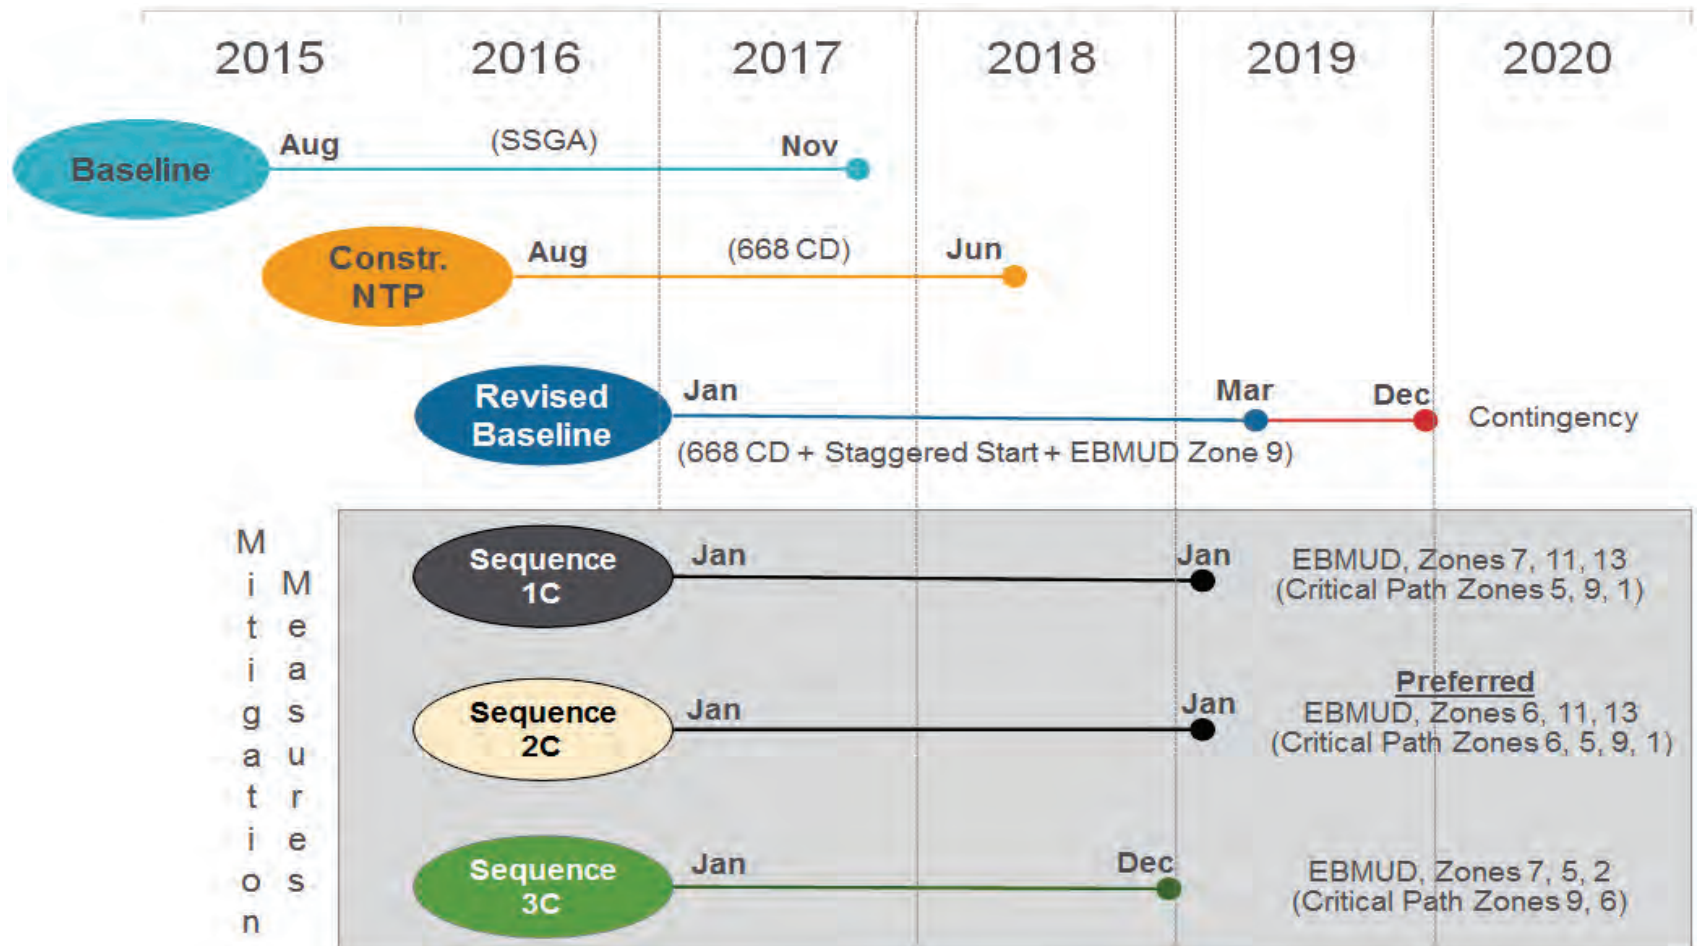 2015 2016 2017 2018 2019 2020
Baseline Aug (SSGA) Nov
Constr.
NTP
Aug (668 CD) Jun
Revised
Baseline
Jan Mar Dec Contingency
(668 CD + Staggered Start + EBMUD Zone 9)
Mitigation
Measures
Sequence
1C
Jan Jan
EBMUD, Zones 7, 11, 13
(Critical Path Zones 5, 9, 1)
Sequence
2C
Jan Jan
Preferred
EBMUD, Zones 6, 11, 13
(Critical Path Zones 6, 5, 9, 1)
Sequence
3C
Jan Dec
EBMUD, Zones 7, 5, 2
(Critical Path Zones 9, 6)